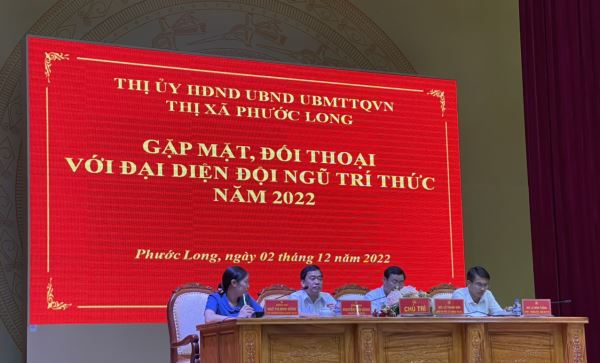 THỊ ỦY HĐND UBND UBMTTQVN
THỊ XÃ PHƯỚC LONG
GẶP MẶT, ĐỐI THOẠI
VỚI ĐẠI DIỆN ĐỘI NGŨ TRÍ THỨC
NĂM 2022
Phước Long, ngày 02 tháng 12 năm 2022
CHỦ TRÌ